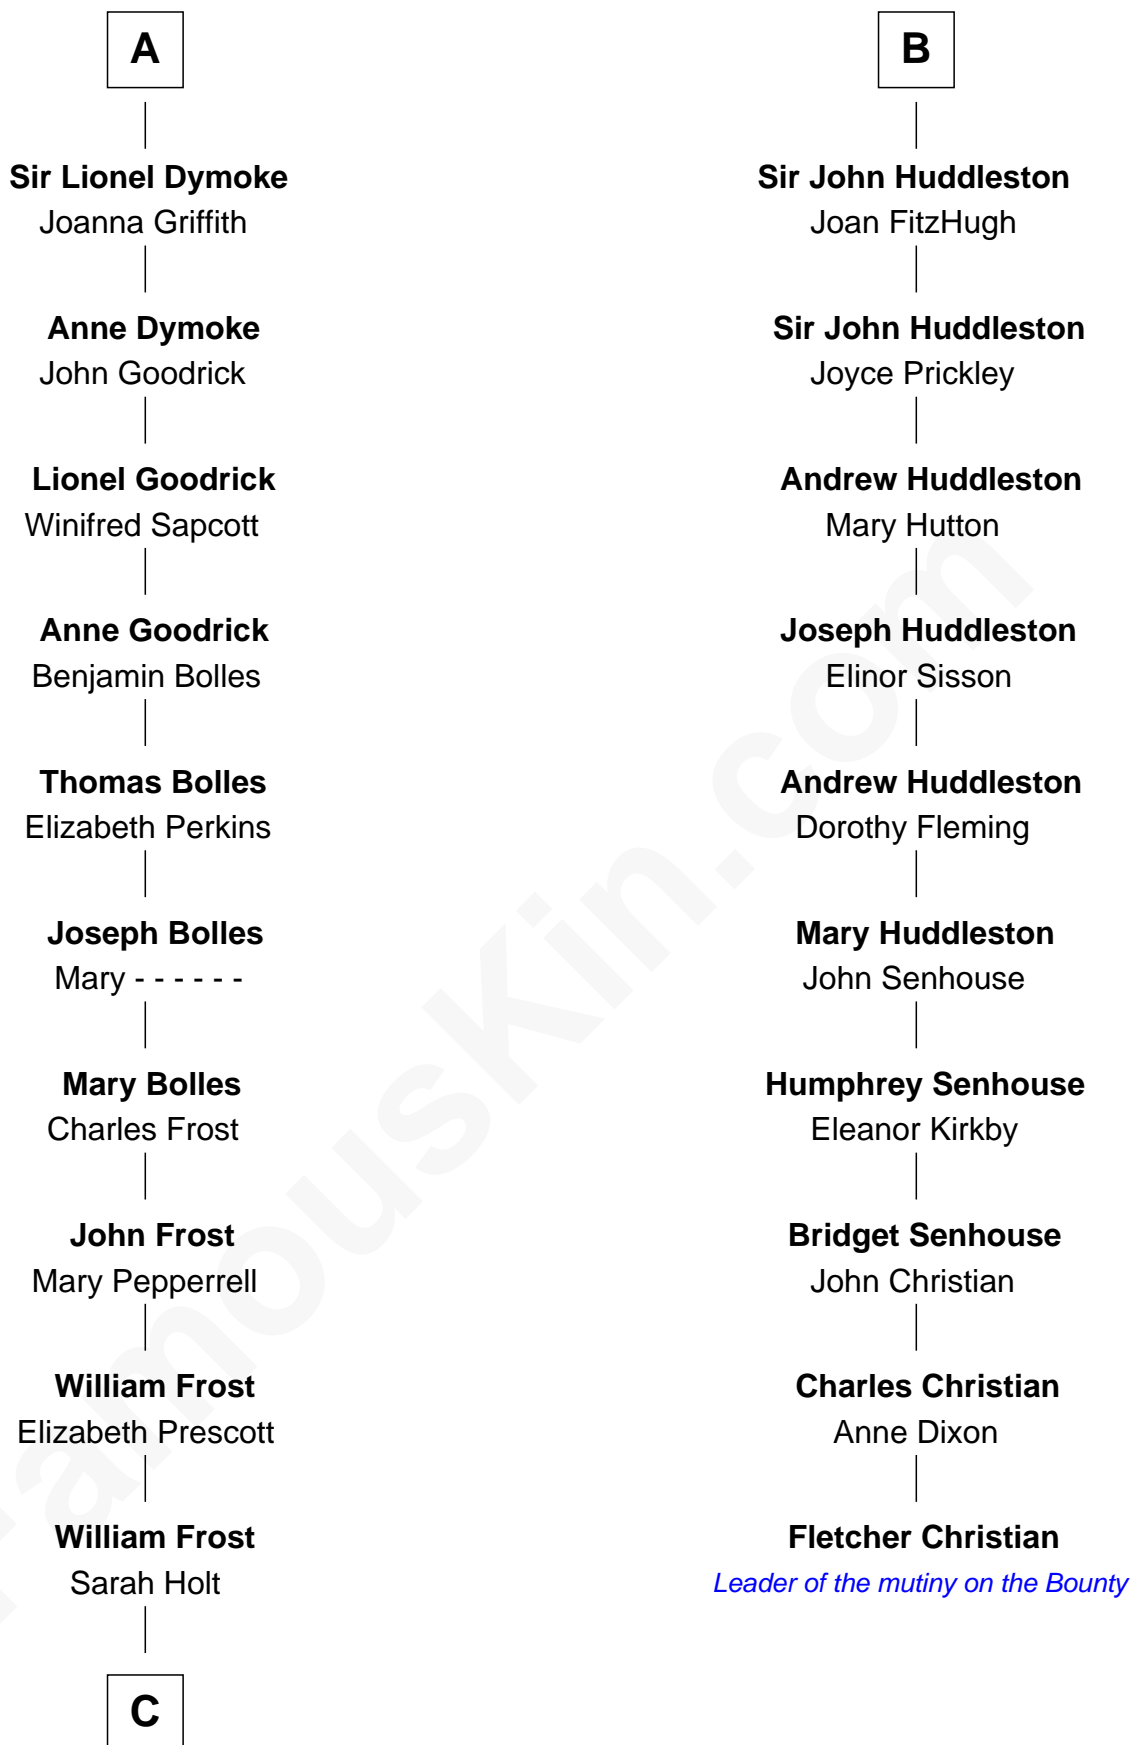 A
Sir Lionel Dymoke
Joanna Griffith
Anne Dymoke
John Goodrick
Lionel Goodrick
Winifred Sapcott
Anne Goodrick
Benjamin Bolles
Thomas Bolles
Elizabeth Perkins
Joseph Bolles
Mary - - - - - -
Mary Bolles
Charles Frost
John Frost
Mary Pepperrell
William Frost
Elizabeth Prescott
William Frost
Sarah Holt
C
B
Sir John Huddleston
Joan FitzHugh
Sir John Huddleston
Joyce Prickley
Andrew Huddleston
Mary Hutton
Joseph Huddleston
Elinor Sisson
Andrew Huddleston
Dorothy Fleming
Mary Huddleston
John Senhouse
Humphrey Senhouse
Eleanor Kirkby
Bridget Senhouse
John Christian
Charles Christian
Anne Dixon
Fletcher Christian
Leader of the mutiny on the Bounty
FamousKin.com